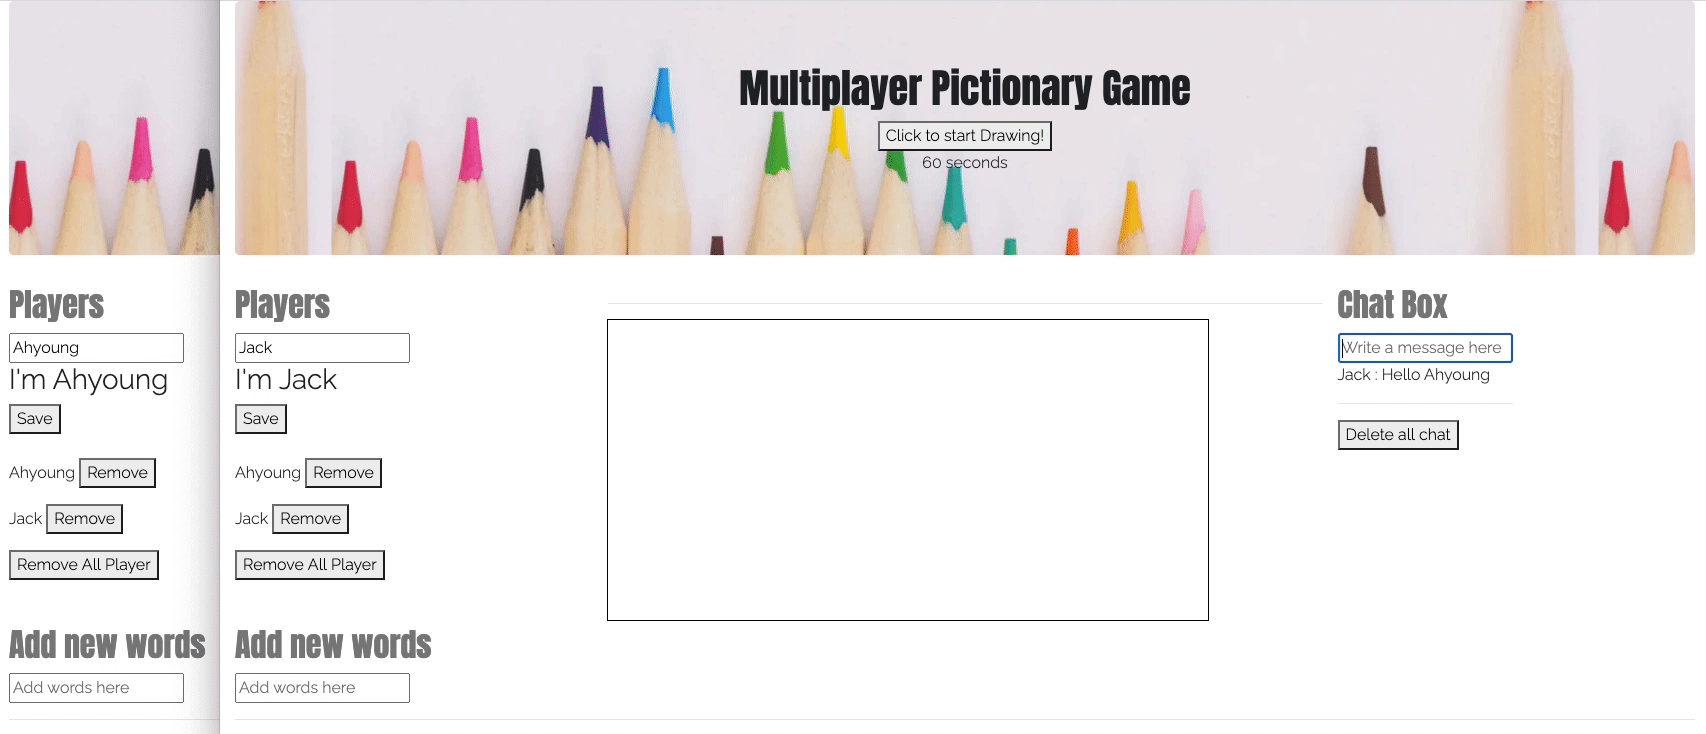 Multiplayer Pictionary Game
Click to start Drawing!
60 seconds
Players
Ahyoung
I'm Ahyoung
Save
Ahyoung Remove
Jack Remove
Remove All Player
Add new words
Add words here
Players
Jack
I'm Jack
Save
Ahyoung Remove
Jack Remove
Remove All Player
Add new words
Add words here
Chat Box
Write a message here
Jack : Hello Ahyoung
Delete all chat